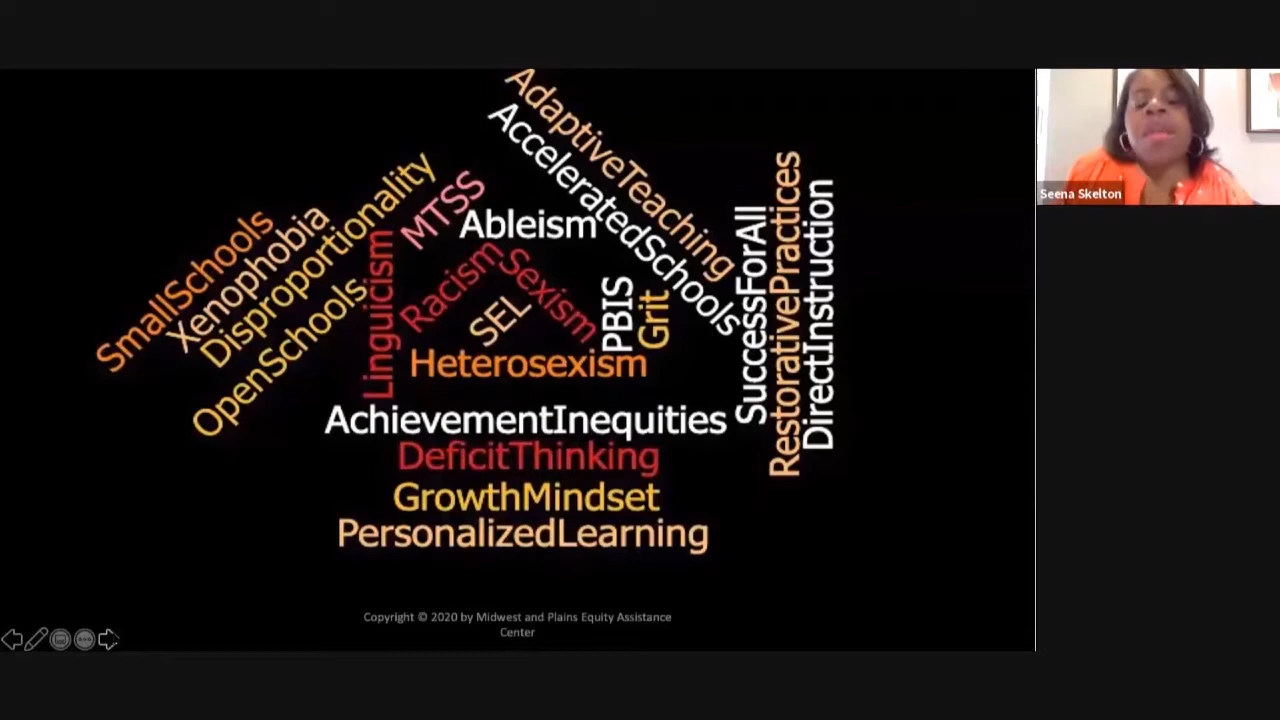 AdaptiveTeaching
AcceleratedSchools
SmallSchools
Xenophobia
Disproportionality
OpenSchools
MTSS
Ableism
Linguicism
Racism
Sexism
SEL
PBIS
Grit
Heterosexism
SuccessForAll
RestorativePractices
DirectInstruction
AchievementInequities
DeficitThinking
GrowthMindset
PersonalizedLearning
Copyright © 2020 by Midwest and Plains Equity Assistance
Center
Seena Skelton